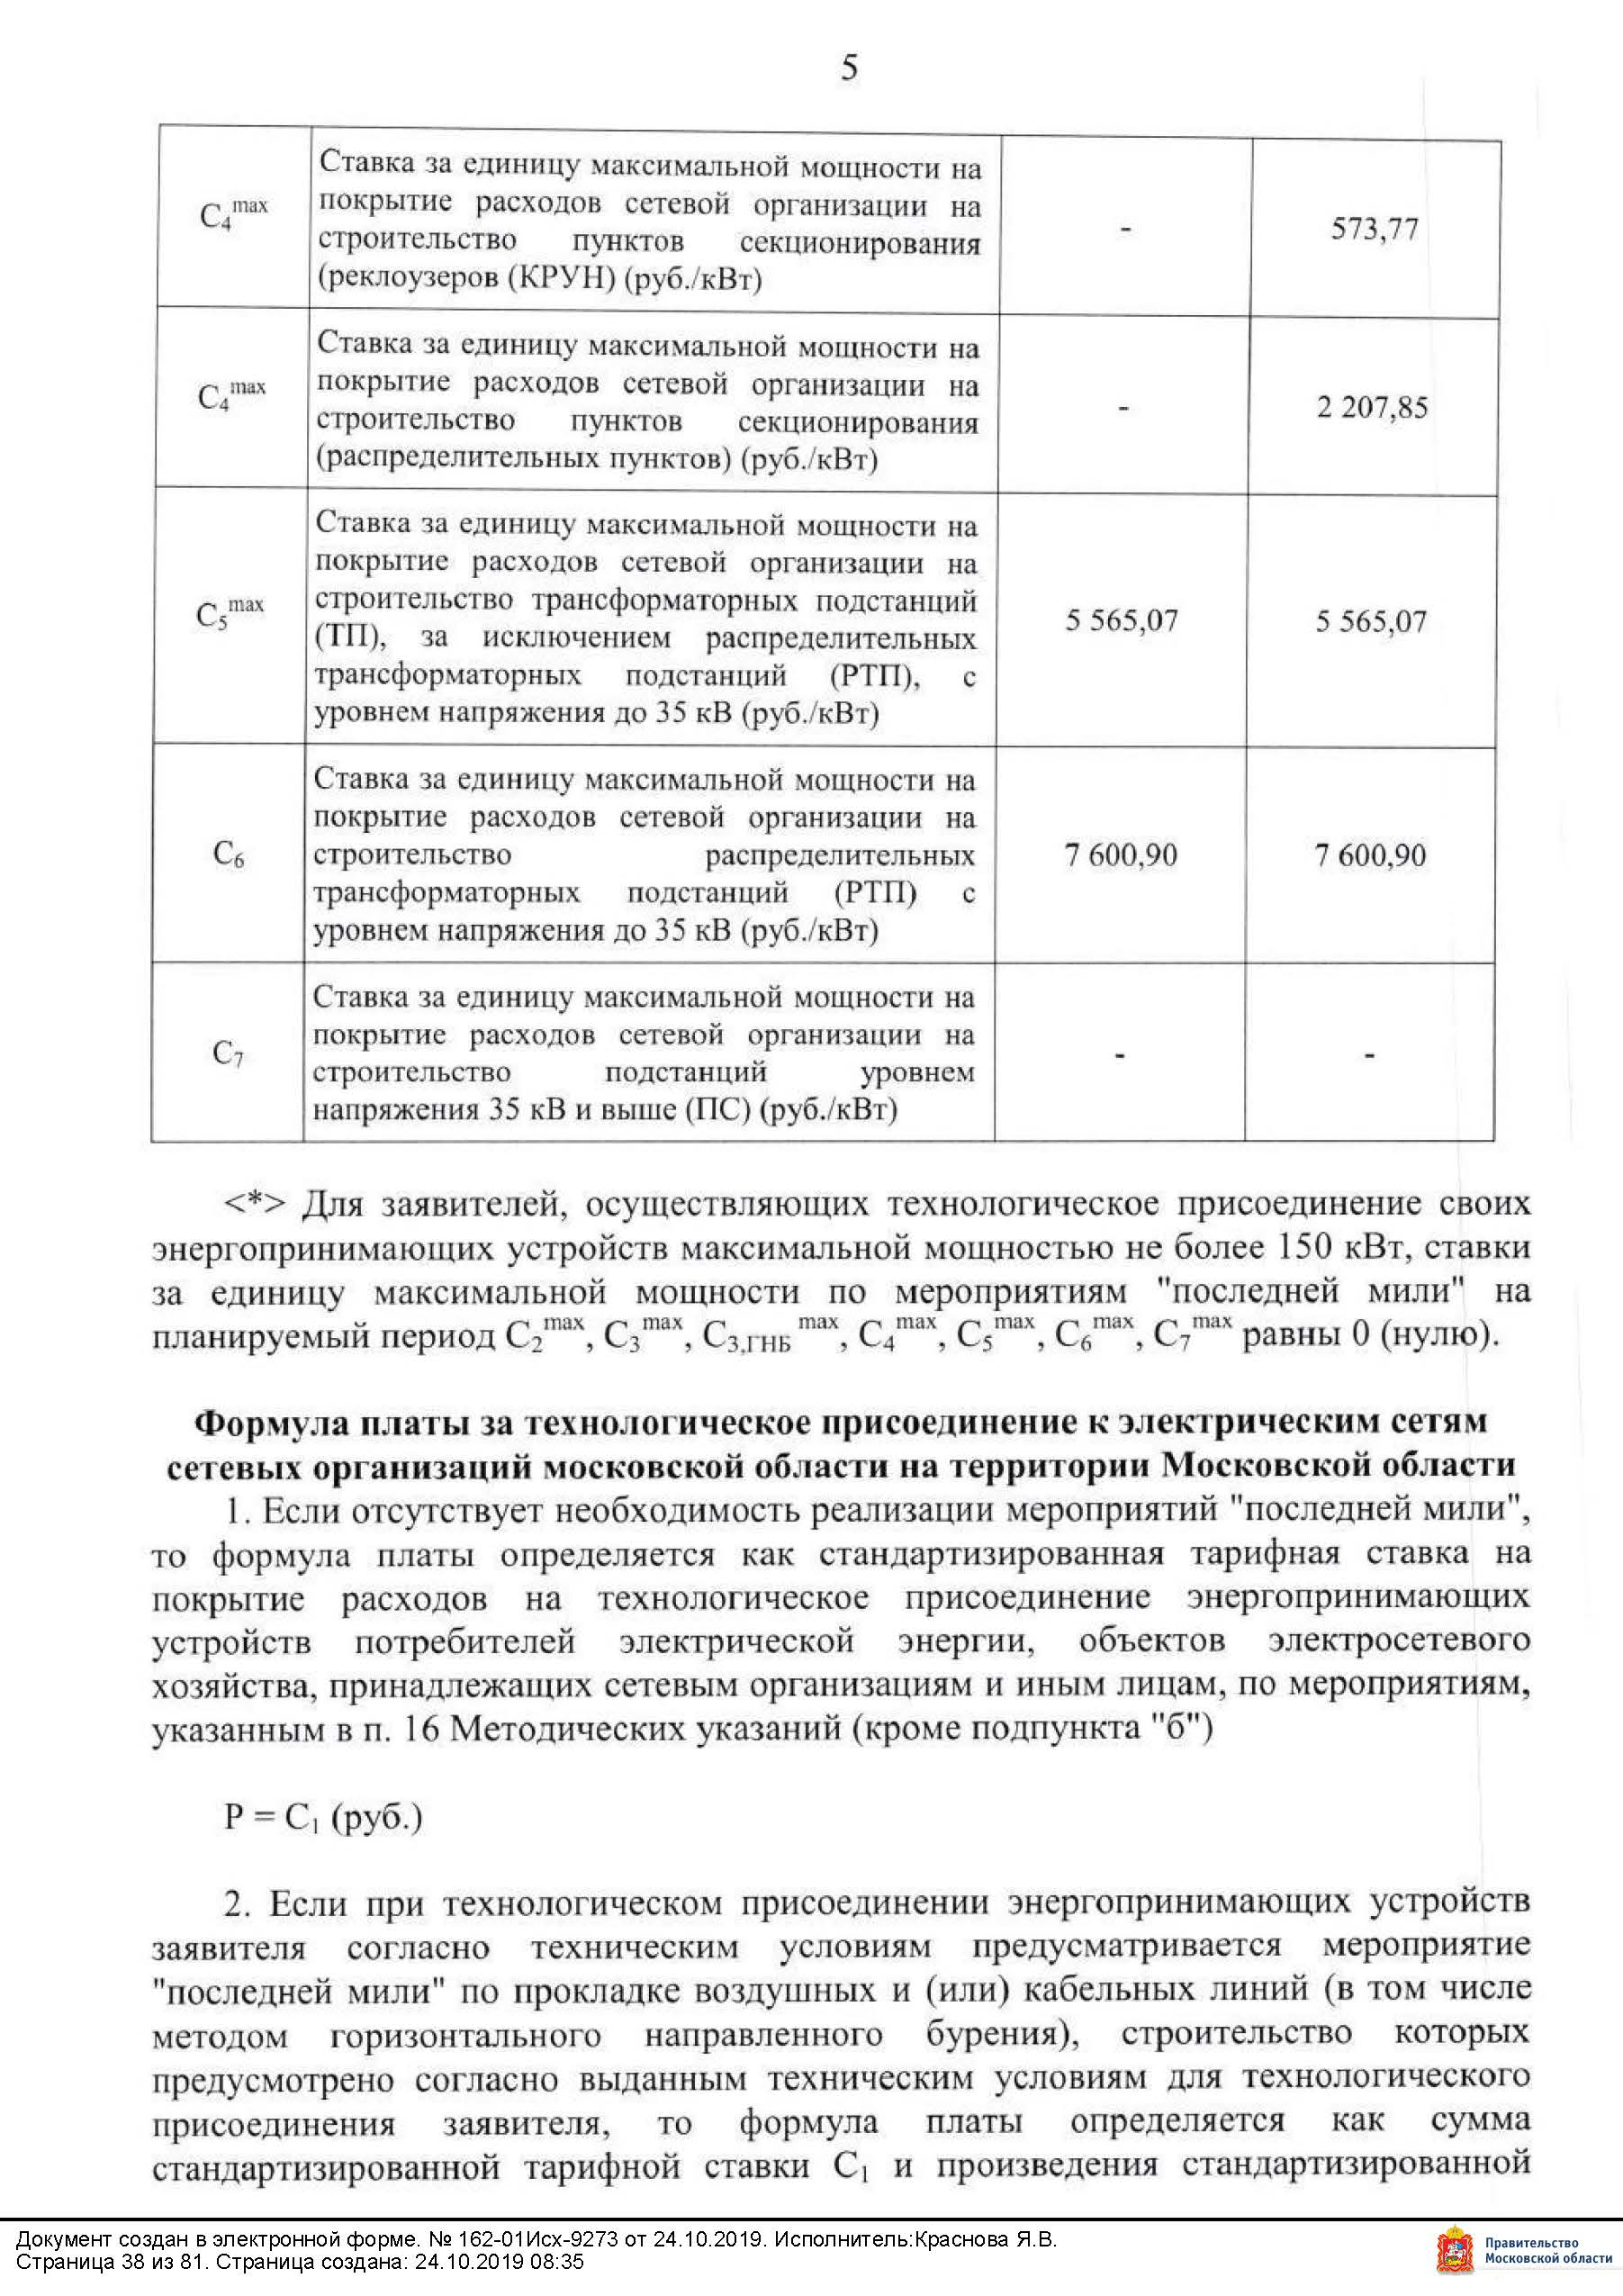 5
C₄ᵐᵃˣ
Ставка за единицу максимальной мощности на
покрытие расходов сетевой организации на
строительство пунктов секционирования
(реклоузеров (КРУН) (руб./кВт)
-
573,77
C₄ᵐᵃˣ
Ставка за единицу максимальной мощности на
покрытие расходов сетевой организации на
строительство пунктов секционирования
(распределительных пунктов) (руб./кВт)
-
2 207,85
C₅ᵐᵃˣ
Ставка за единицу максимальной мощности на
покрытие расходов сетевой организации на
строительство трансформаторных подстанций
(ТП), за исключением распределительных
трансформаторных подстанций (РТП), с
уровнем напряжения до 35 кВ (руб./кВт)
5 565,07
5 565,07
C₆
Ставка за единицу максимальной мощности на
покрытие расходов сетевой организации на
строительство распределительных
трансформаторных подстанций (РТП) с
уровнем напряжения до 35 кВ (руб./кВт)
7 600,90
7 600,90
C₇
Ставка за единицу максимальной мощности на
покрытие расходов сетевой организации на
строительство подстанций уровнем
напряжения 35 кВ и выше (ПС) (руб./кВт)
-
-
<*> Для заявителей, осуществляющих технологическое присоединение своих
энергопринимающих устройств максимальной мощностью не более 150 кВт, ставки
за единицу максимальной мощности по мероприятиям "последней мили" на
планируемый период C₂ᵐᵃˣ, C₃ᵐᵃˣ, C₃,ГНБ ᵐᵃˣ, C₄ᵐᵃˣ, C₅ᵐᵃˣ, C₆ᵐᵃˣ, C₇ᵐᵃˣ равны 0 (нулю).
Формула платы за технологическое присоединение к электрическим сетям
сетевых организаций московской области на территории Московской области
1. Если отсутствует необходимость реализации мероприятий "последней мили",
то формула платы определяется как стандартизированная тарифная ставка на
покрытие расходов на технологическое присоединение энергопринимающих
устройств потребителей электрической энергии, объектов электросетевого
хозяйства, принадлежащих сетевым организациям и иным лицам, по мероприятиям,
указанным в п. 16 Методических указаний (кроме подпункта "б")
P = C₁ (руб.)
2. Если при технологическом присоединении энергопринимающих устройств
заявителя согласно техническим условиям предусматривается мероприятие
"последней мили" по прокладке воздушных и (или) кабельных линий (в том числе
методом горизонтального направленного бурения), строительство которых
предусмотрено согласно выданным техническим условиям для технологического
присоединения заявителя, то формула платы определяется как сумма
стандартизированной тарифной ставки C₁ и произведения стандартизированной
Документ создан в электронной форме. № 162-01Исх-9273 от 24.10.2019. Исполнитель:Краснова Я.В.
Страница 38 из 81. Страница создана: 24.10.2019 08:35
Правительство
Московской области